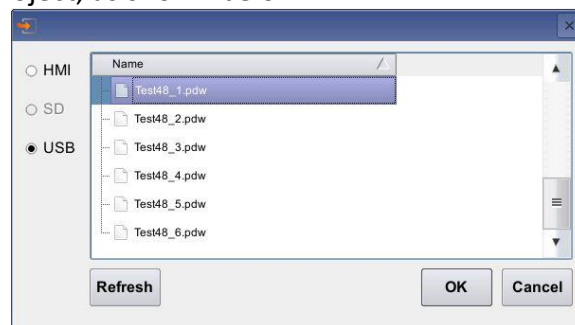 Name
HMI
Test48_1.pdw
SD
Test48_2.pdw
USB
Test48_3.pdw
Test48_4.pdw
Test48_5.pdw
Test48_6.pdw
Refresh
OK
Cancel